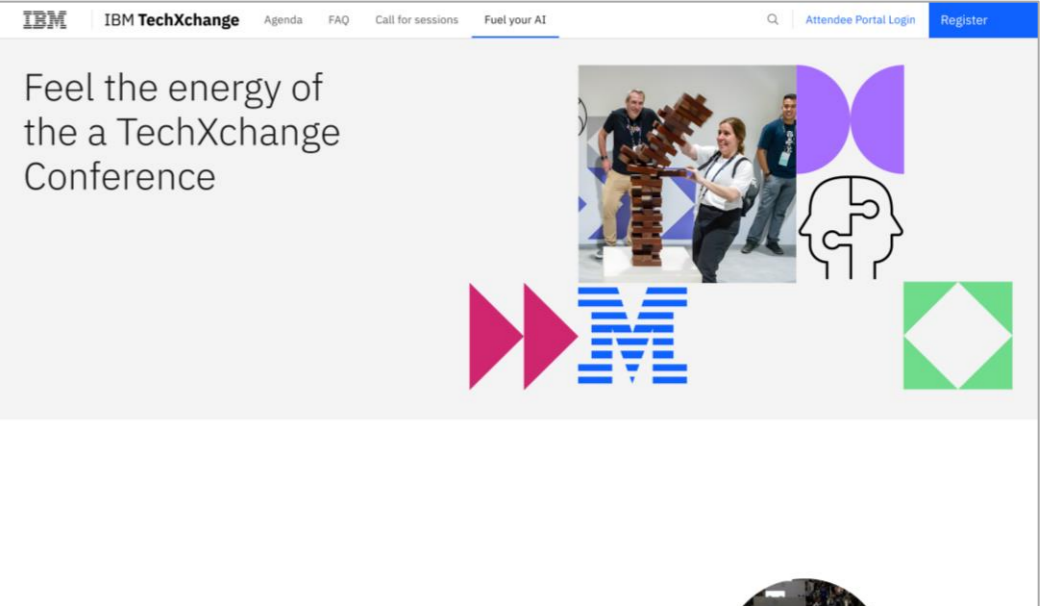 IBM
IBM TechXchange
Agenda
FAQ
Call for sessions
Fuel your AI
Attendee Portal Login
Register
Feel the energy of
the a TechXchange
Conference
M